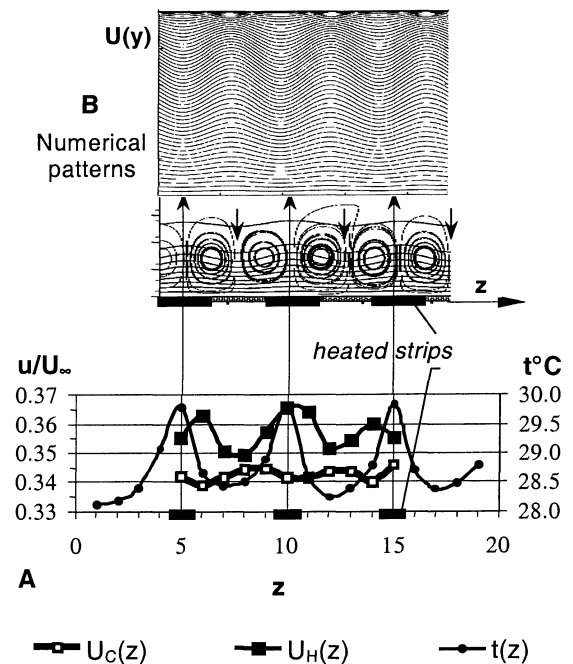 U(y)
B
Numerical
patterns
z
heated strips
u/U∞
t°C
0.37
0.36
0.35
0.34
0.33
30.0
29.5
29.0
28.5
28.0
0 5 10 15 20
A
z
UC(z) UH(z) t(z)